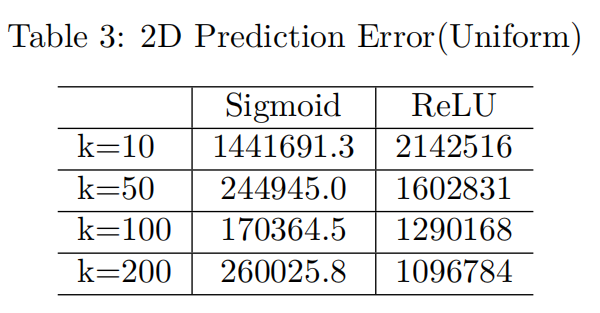 Table 3: 2D Prediction Error(Uniform)
Sigmoid ReLU
k=10 1441691.3 2142516
k=50 244945.0 1602831
k=100 170364.5 1290168
k=200 260025.8 1096784